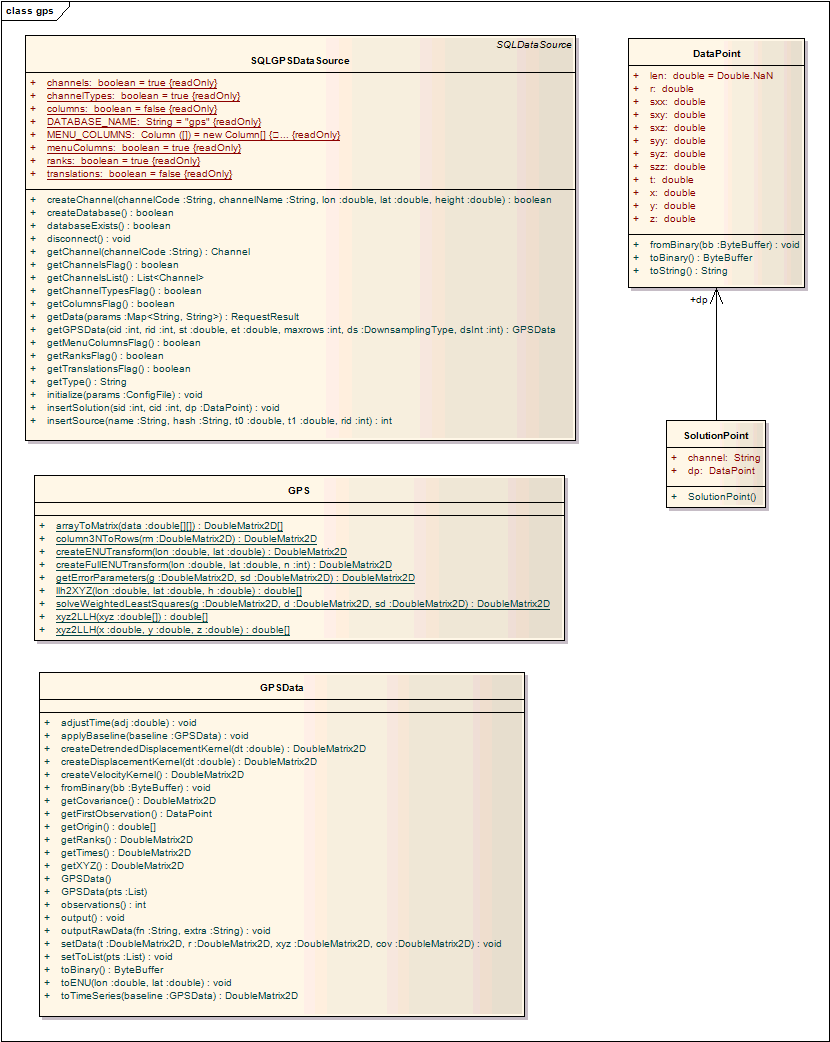 class gps
SQLDataSource
SQLGPSDataSource
+ channels: boolean = true {readOnly}
+ channelTypes: boolean = true {readOnly}
+ columns: boolean = false {readOnly}
+ DATABASE_NAME: String = "gps" {readOnly}
+ MENU_COLUMNS: Column ([]) = new Column[] {□... {readOnly}
+ menuColumns: boolean = true {readOnly}
+ ranks: boolean = true {readOnly}
+ translations: boolean = false {readOnly}
+ createChannel(channelCode :String, channelName :String, lon :double, lat :double, height :double) : boolean
+ createDatabase() : boolean
+ databaseExists() : boolean
+ disconnect() : void
+ getChannel(channelCode :String) : Channel
+ getChannelsFlag() : boolean
+ getChannelsList() : List<Channel>
+ getChannelTypesFlag() : boolean
+ getColumnsFlag() : boolean
+ getData(params :Map<String, String>) : RequestResult
+ getGPSData(cid :int, rid :int, st :double, et :double, maxrows :int, ds :DownsamplingType, dsInt :int) : GPSData
+ getMenuColumnsFlag() : boolean
+ getRanksFlag() : boolean
+ getTranslationsFlag() : boolean
+ getType() : String
+ initialize(params :ConfigFile) : void
+ insertSolution(sid :int, cid :int, dp :DataPoint) : void
+ insertSource(name :String, hash :String, t0 :double, t1 :double, rid :int) : int
DataPoint
+ len: double = Double.NaN
+ r: double
+ sxx: double
+ sxy: double
+ sxz: double
+ syy: double
+ syz: double
+ szz: double
+ t: double
+ x: double
+ y: double
+ z: double
+ fromBinary(bb :ByteBuffer) : void
+ toBinary() : ByteBuffer
+ toString() : String
+dp
SolutionPoint
+ channel: String
+ dp: DataPoint
+ SolutionPoint()
GPS
+ arrayToMatrix(data :double[][]) : DoubleMatrix2D[]
+ column3NToRows(rm :DoubleMatrix2D) : DoubleMatrix2D
+ createENUTransform(lon :double, lat :double) : DoubleMatrix2D
+ createFullENUTransform(lon :double, lat :double, n :int) : DoubleMatrix2D
+ getErrorParameters(g :DoubleMatrix2D, sd :DoubleMatrix2D) : DoubleMatrix2D
+ llh2XYZ(lon :double, lat :double, h :double) : double[]
+ solveWeightedLeastSquares(g :DoubleMatrix2D, d :DoubleMatrix2D, sd :DoubleMatrix2D) : DoubleMatrix2D
+ xyz2LLH(xyz :double[]) : double[]
+ xyz2LLH(x :double, y :double, z :double) : double[]
GPSData
+ adjustTime(adj :double) : void
+ applyBaseline(baseline :GPSData) : void
+ createDetrendedDisplacementKernel(dt :double) : DoubleMatrix2D
+ createDisplacementKernel(dt :double) : DoubleMatrix2D
+ createVelocityKernel() : DoubleMatrix2D
+ fromBinary(bb :ByteBuffer) : void
+ getCovariance() : DoubleMatrix2D
+ getFirstObservation() : DataPoint
+ getOrigin() : double[]
+ getRanks() : DoubleMatrix2D
+ getTimes() : DoubleMatrix2D
+ getXYZ() : DoubleMatrix2D
+ GPSData()
+ GPSData(pts :List)
+ observations() : int
+ output() : void
+ outputRawData(fn :String, extra :String) : void
+ setData(t :DoubleMatrix2D, r :DoubleMatrix2D, xyz :DoubleMatrix2D, cov :DoubleMatrix2D) : void
+ setToList(pts :List) : void
+ toBinary() : ByteBuffer
+ toENU(lon :double, lat :double) : void
+ toTimeSeries(baseline :GPSData) : DoubleMatrix2D